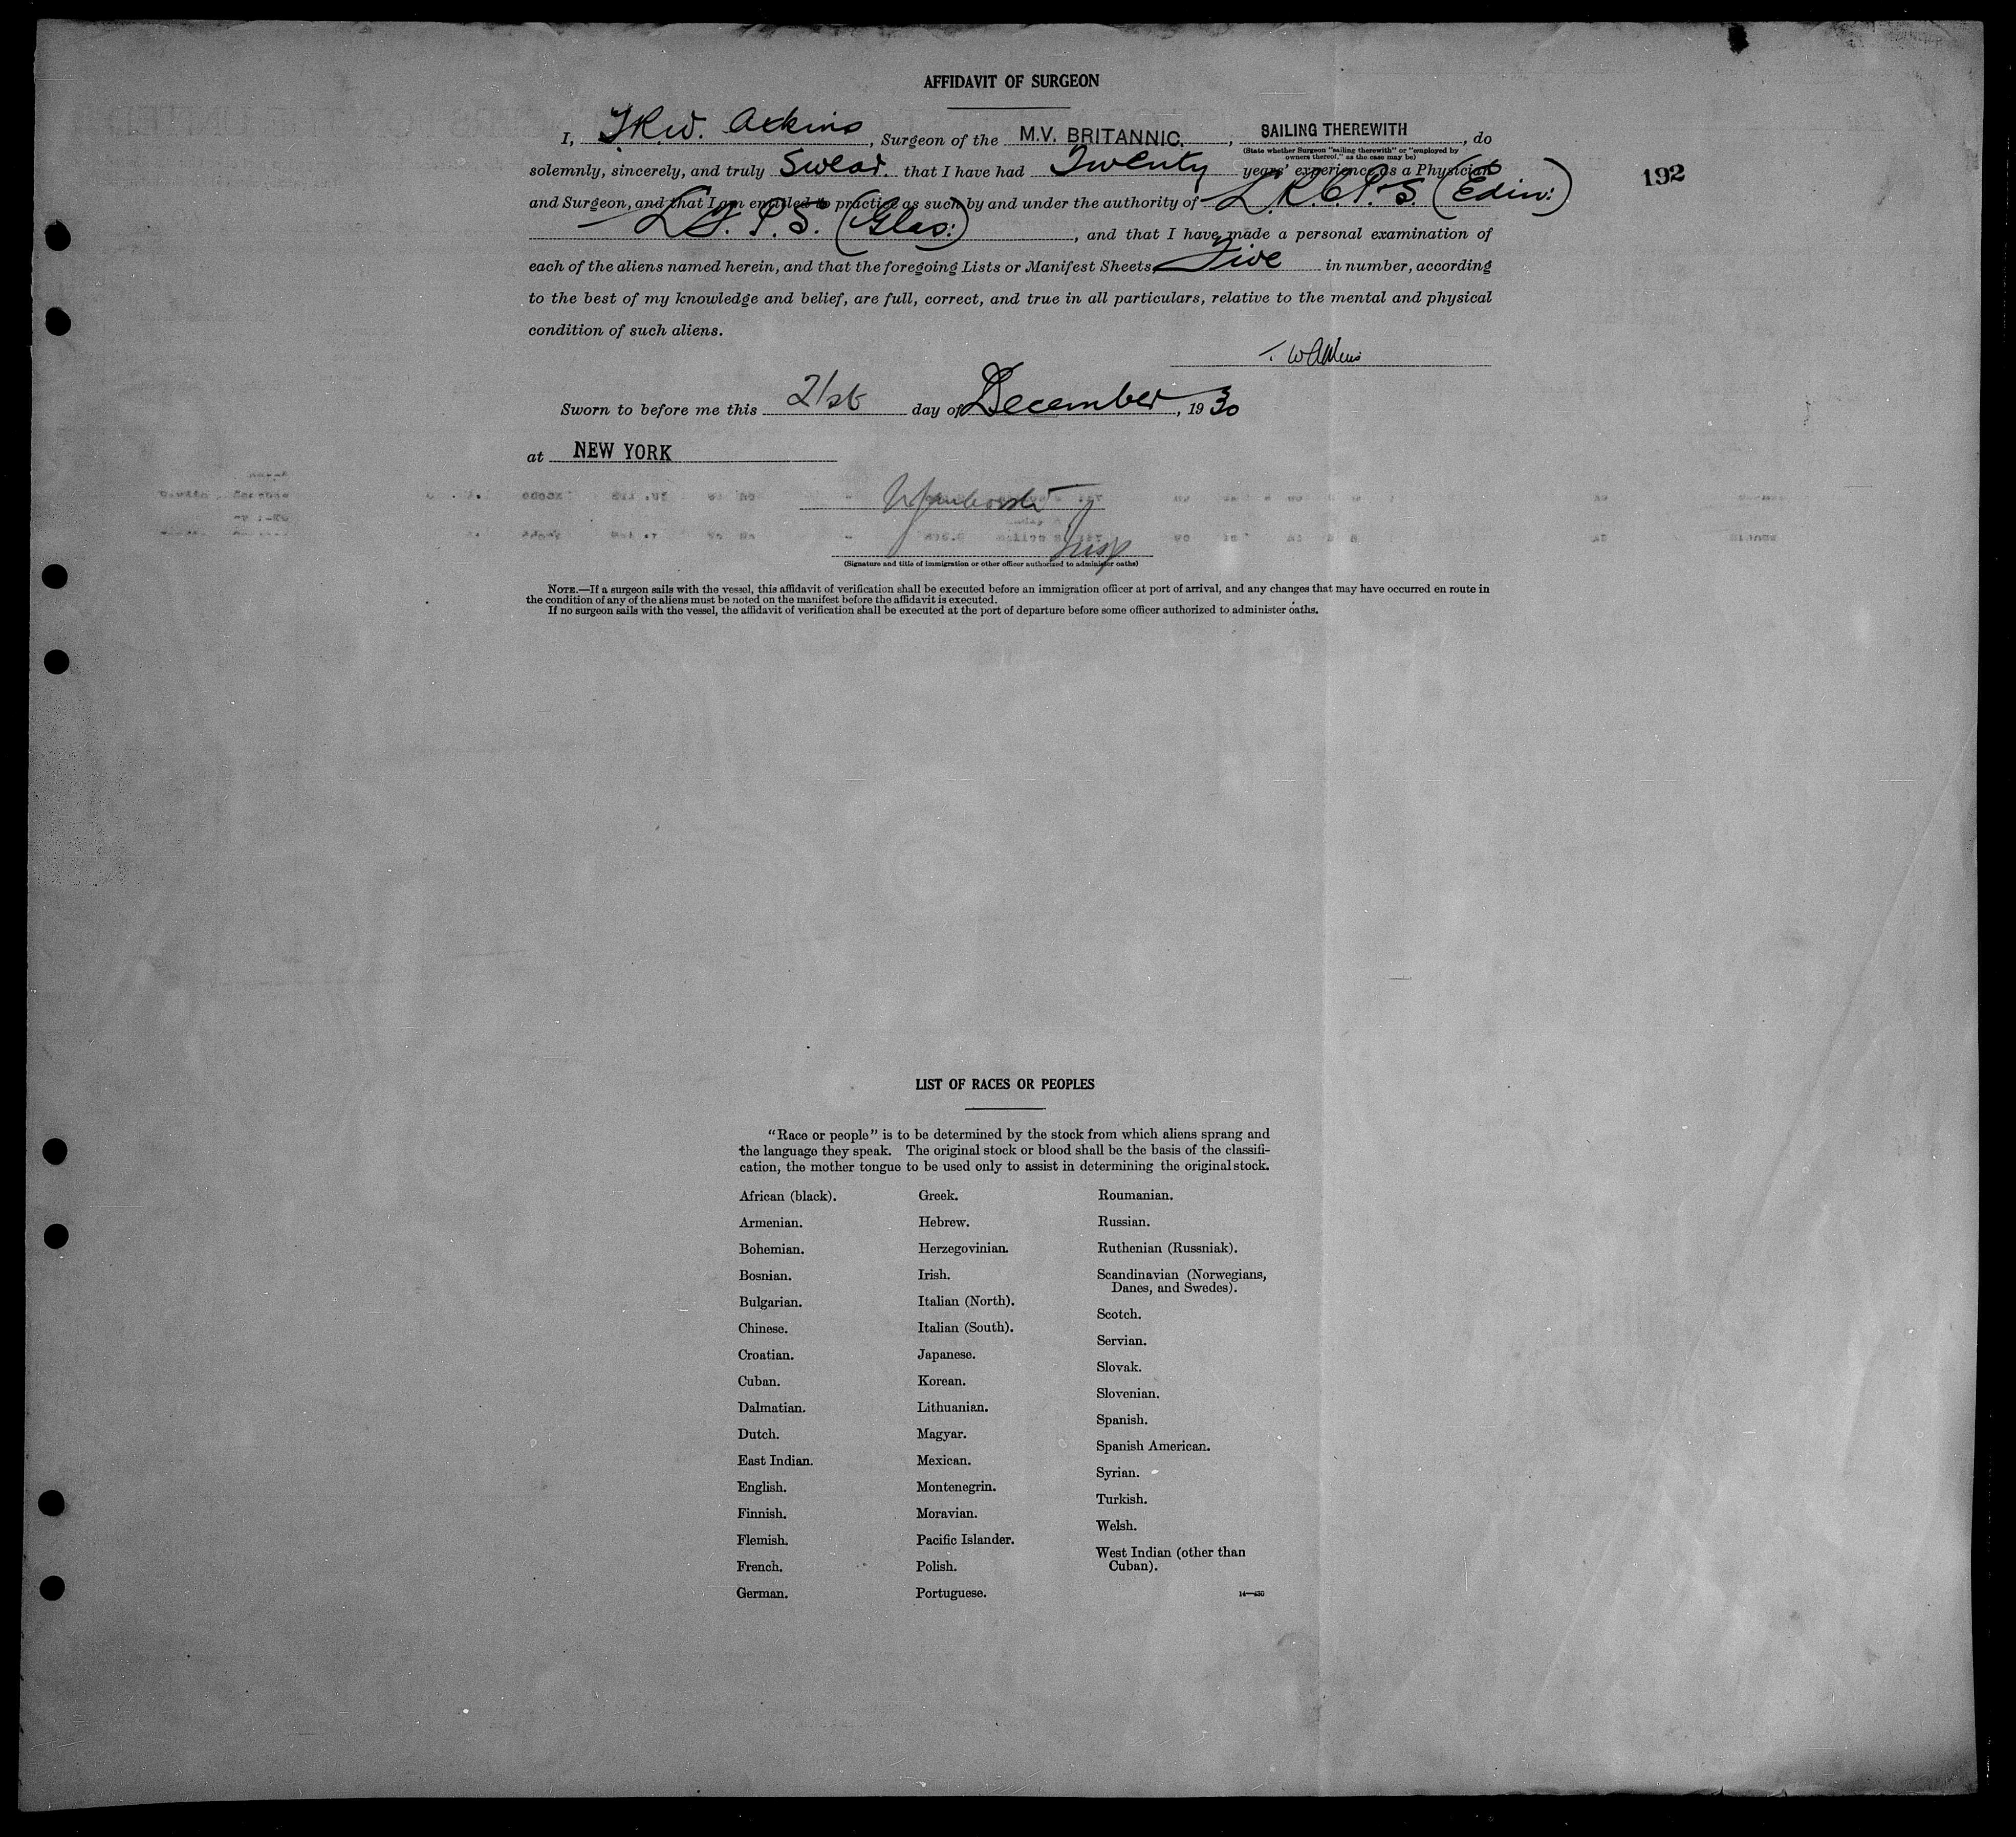 AFFIDAVIT OF SURGEON
I, T.R.W. Atkins, Surgeon of the M.V. BRITANNIC., SAILING THEREWITH, do
(State whether Surgeon "sailing therewith" or "employed by
owners thereof," as the case may be)
solemnly, sincerely, and truly Swear. that I have had Twenty years' experience as a Physician
192
and Surgeon, and that I am entitled to practice as such by and under the authority of L.R.C.P.S. (Edin:)
L.F.P.S. (Glas:), and that I have made a personal examination of
each of the aliens named herein, and that the foregoing Lists or Manifest Sheets, Five in number, according
to the best of my knowledge and belief, are full, correct, and true in all particulars, relative to the mental and physical
condition of such aliens.
Sworn to before me this 21st day of December, 1930
at NEW YORK
Insp
(Signature and title of immigration or other officer authorized to administer oaths)
NOTE.—If a surgeon sails with the vessel, this affidavit of verification shall be executed before an immigration officer at port of arrival, and any changes that may have occurred en route in
the condition of any of the aliens must be noted on the manifest before the affidavit is executed.
If no surgeon sails with the vessel, the affidavit of verification shall be executed at the port of departure before some officer authorized to administer oaths.
LIST OF RACES OR PEOPLES
"Race or people" is to be determined by the stock from which aliens sprang and
the language they speak. The original stock or blood shall be the basis of the classifi-
cation, the mother tongue to be used only to assist in determining the original stock.
African (black).
Armenian.
Bohemian.
Bosnian.
Bulgarian.
Chinese.
Croatian.
Cuban.
Dalmatian.
Dutch.
East Indian.
English.
Finnish.
Flemish.
French.
German.
Greek.
Hebrew.
Herzegovinian.
Irish.
Italian (North).
Italian (South).
Japanese.
Korean.
Lithuanian.
Magyar.
Mexican.
Montenegrin.
Moravian.
Pacific Islander.
Polish.
Portuguese.
Roumanian.
Russian.
Ruthenian (Russniak).
Scandinavian (Norwegians,
Danes, and Swedes).
Scotch.
Servian.
Slovak.
Slovenian.
Spanish.
Spanish American.
Syrian.
Turkish.
Welsh.
West Indian (other than
Cuban).